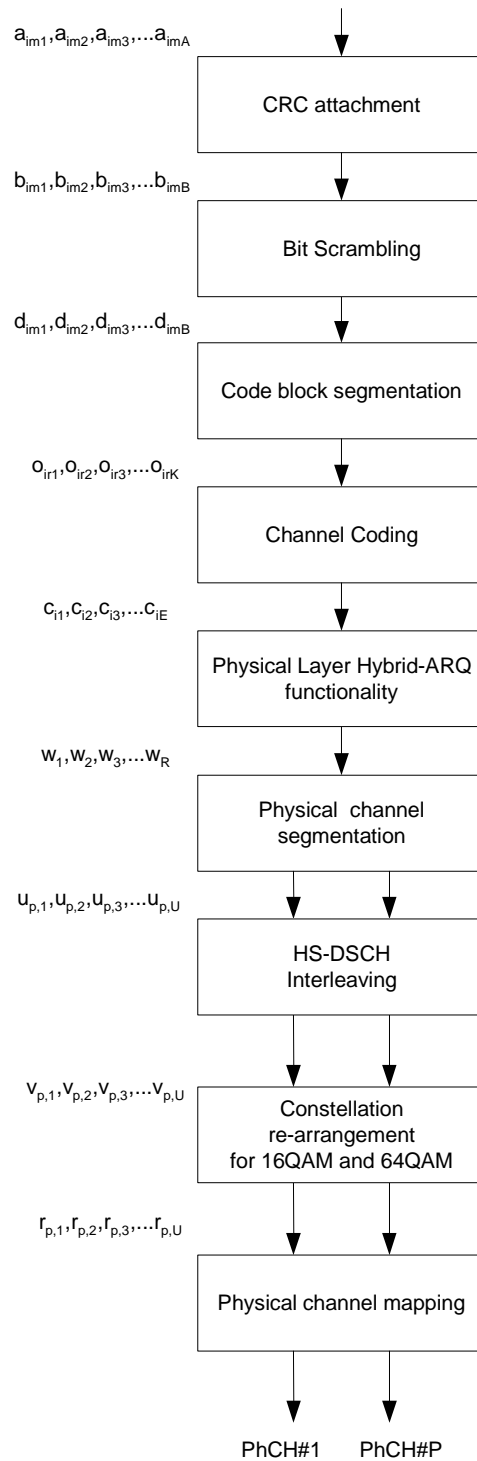 a_im1,a_im2,a_im3,...a_imA
CRC attachment
b_im1,b_im2,b_im3,...b_imB
Bit Scrambling
d_im1,d_im2,d_im3,...d_imB
Code block segmentation
o_ir1,o_ir2,o_ir3,...o_irK
Channel Coding
c_i1,c_i2,c_i3,...c_iE
Physical Layer Hybrid-ARQ
functionality
w_1,w_2,w_3,...w_R
Physical channel
segmentation
u_p,1,u_p,2,u_p,3,...u_p,U
HS-DSCH
Interleaving
v_p,1,v_p,2,v_p,3,...v_p,U
Constellation
re-arrangement
for 16QAM and 64QAM
r_p,1,r_p,2,r_p,3,...r_p,U
Physical channel mapping
PhCH#1 PhCH#P